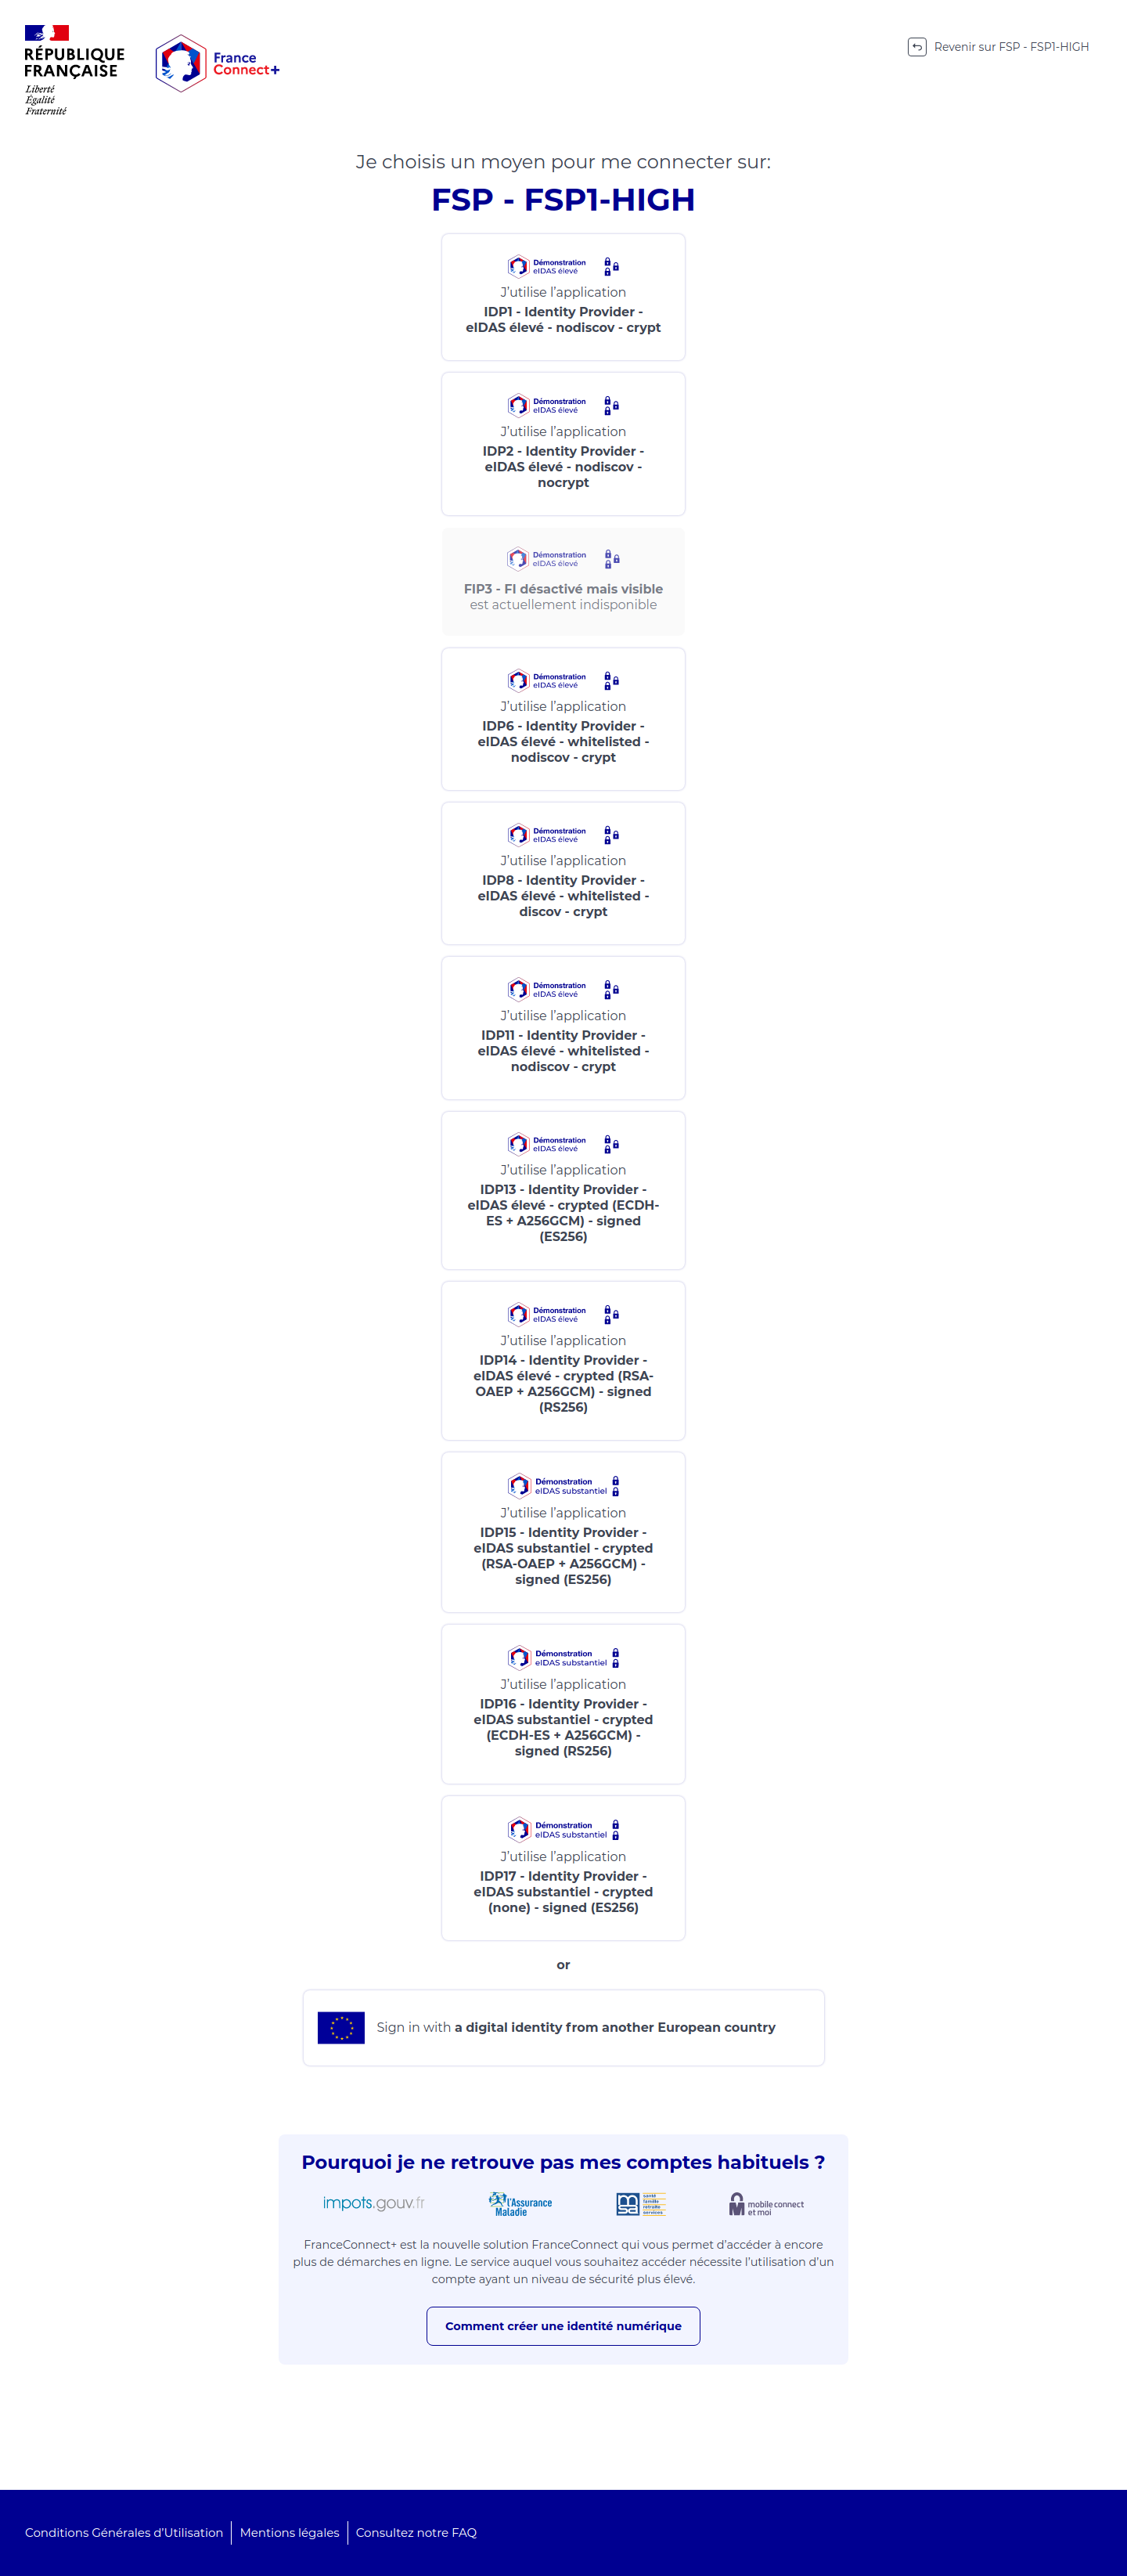 RÉPUBLIQUE
FRANÇAISE
Liberté
Égalité
Fraternité
France
Connect+
Revenir sur FSP - FSP1-HIGH
Je choisis un moyen pour me connecter sur:
FSP - FSP1-HIGH
Démonstration
eIDAS élevé
J’utilise l’application
IDP1 - Identity Provider -
eIDAS élevé - nodiscov - crypt
Démonstration
eIDAS élevé
J’utilise l’application
IDP2 - Identity Provider -
eIDAS élevé - nodiscov -
nocrypt
Démonstration
eIDAS élevé
FIP3 - FI désactivé mais visible
est actuellement indisponible
Démonstration
eIDAS élevé
J’utilise l’application
IDP6 - Identity Provider -
eIDAS élevé - whitelisted -
nodiscov - crypt
Démonstration
eIDAS élevé
J’utilise l’application
IDP8 - Identity Provider -
eIDAS élevé - whitelisted -
discov - crypt
Démonstration
eIDAS élevé
J’utilise l’application
IDP11 - Identity Provider -
eIDAS élevé - whitelisted -
nodiscov - crypt
Démonstration
eIDAS élevé
J’utilise l’application
IDP13 - Identity Provider -
eIDAS élevé - crypted (ECDH-
ES + A256GCM) - signed
(ES256)
Démonstration
eIDAS élevé
J’utilise l’application
IDP14 - Identity Provider -
eIDAS élevé - crypted (RSA-
OAEP + A256GCM) - signed
(RS256)
Démonstration
eIDAS substantiel
J’utilise l’application
IDP15 - Identity Provider -
eIDAS substantiel - crypted
(RSA-OAEP + A256GCM) -
signed (ES256)
Démonstration
eIDAS substantiel
J’utilise l’application
IDP16 - Identity Provider -
eIDAS substantiel - crypted
(ECDH-ES + A256GCM) -
signed (RS256)
Démonstration
eIDAS substantiel
J’utilise l’application
IDP17 - Identity Provider -
eIDAS substantiel - crypted
(none) - signed (ES256)
or
Sign in with a digital identity from another European country
Pourquoi je ne retrouve pas mes comptes habituels ?
impots.gouv.fr
l’Assurance
Maladie
msa
santé
famille
retraite
services
mobile connect
et moi
FranceConnect+ est la nouvelle solution FranceConnect qui vous permet d’accéder à encore
plus de démarches en ligne. Le service auquel vous souhaitez accéder nécessite l’utilisation d’un
compte ayant un niveau de sécurité plus élevé.
Comment créer une identité numérique
Conditions Générales d’Utilisation
Mentions légales
Consultez notre FAQ